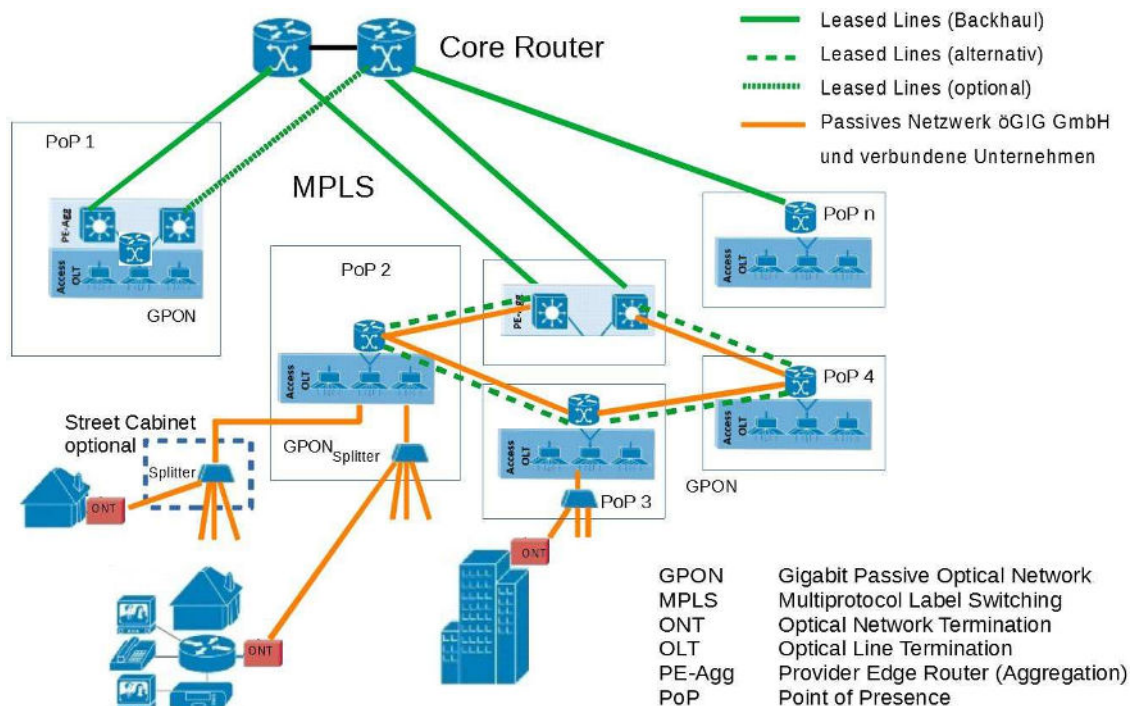 Core Router
Leased Lines (Backhaul)
Leased Lines (alternativ)
Leased Lines (optional)
Passives Netzwerk öGIG GmbH
und verbundene Unternehmen
PoP 1
MPLS
PE-Agg
Access
OLT
GPON
PoP n
Access
OLT
PoP 2
PE-Agg
Access
OLT
PoP 4
Access
OLT
Street Cabinet
optional
Splitter
ONT
GPON
Splitter
Access
OLT
PoP 3
GPON
ONT
ONT
GPON Gigabit Passive Optical Network
MPLS Multiprotocol Label Switching
ONT Optical Network Termination
OLT Optical Line Termination
PE-Agg Provider Edge Router (Aggregation)
PoP Point of Presence